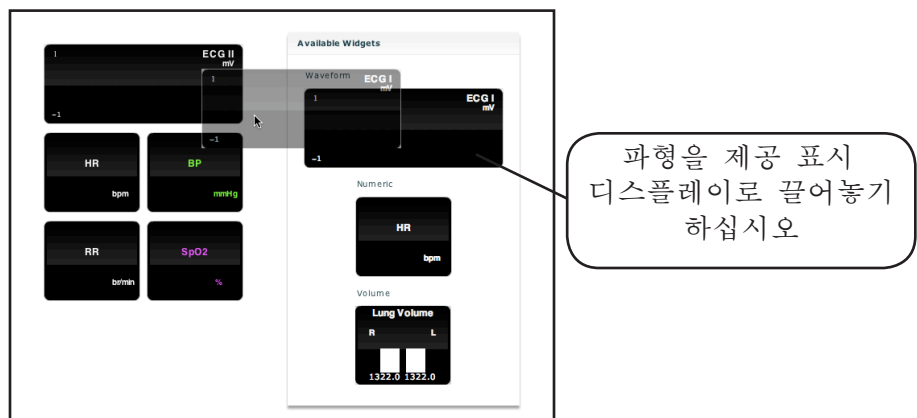 1
ECG II
mV
-1
HR
bpm
BP
mmHg
RR
br/min
SpO2
%
1
ECG I
mV
-1
Available Widgets
Waveform
1
ECG I
mV
-1
Numeric
HR
bpm
Volume
Lung Volume
R L
1322.0 1322.0
파형을 제공 표시
디스플레이로 끌어놓기
하십시오